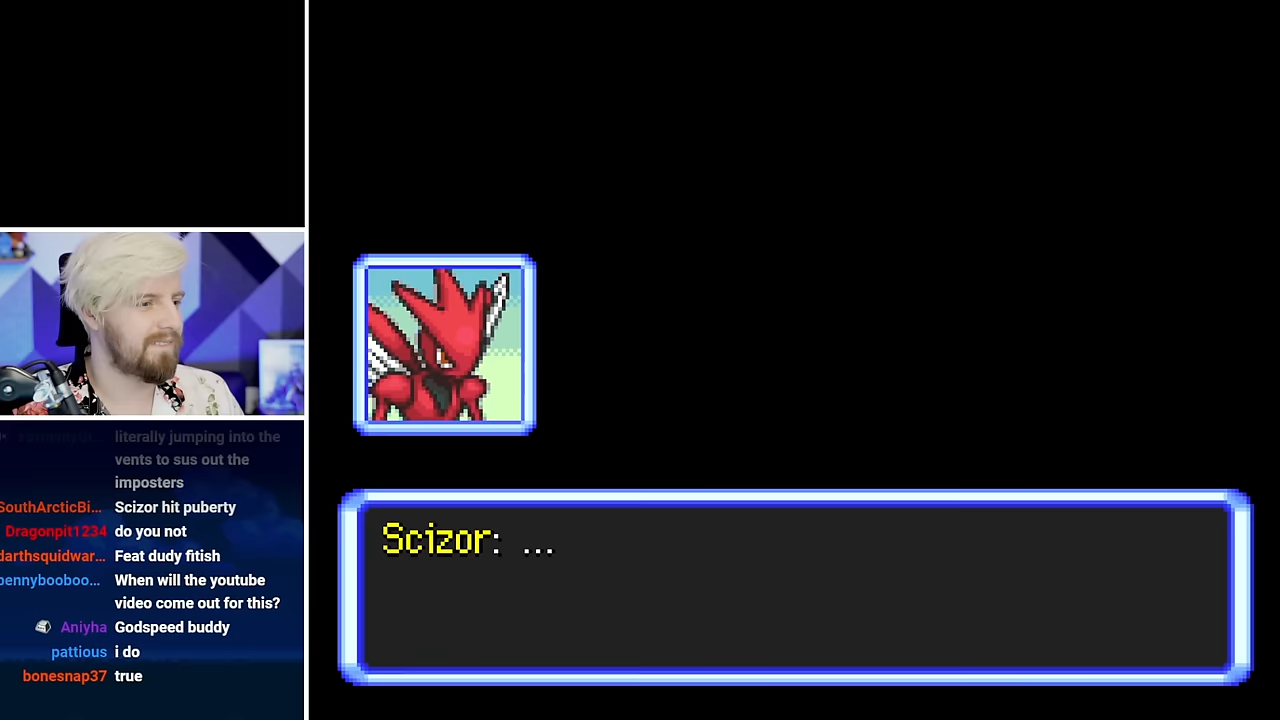 literally jumping into the
vents to sus out the
imposters
SouthArcticBi... Scizor hit puberty
Dragonpit1234 do you not
darthsquidwar... Feat dudy fitish
pennybooboo... When will the youtube
video come out for this?
Aniyha Godspeed buddy
pattious i do
bonesnap37 true
Scizor: ...